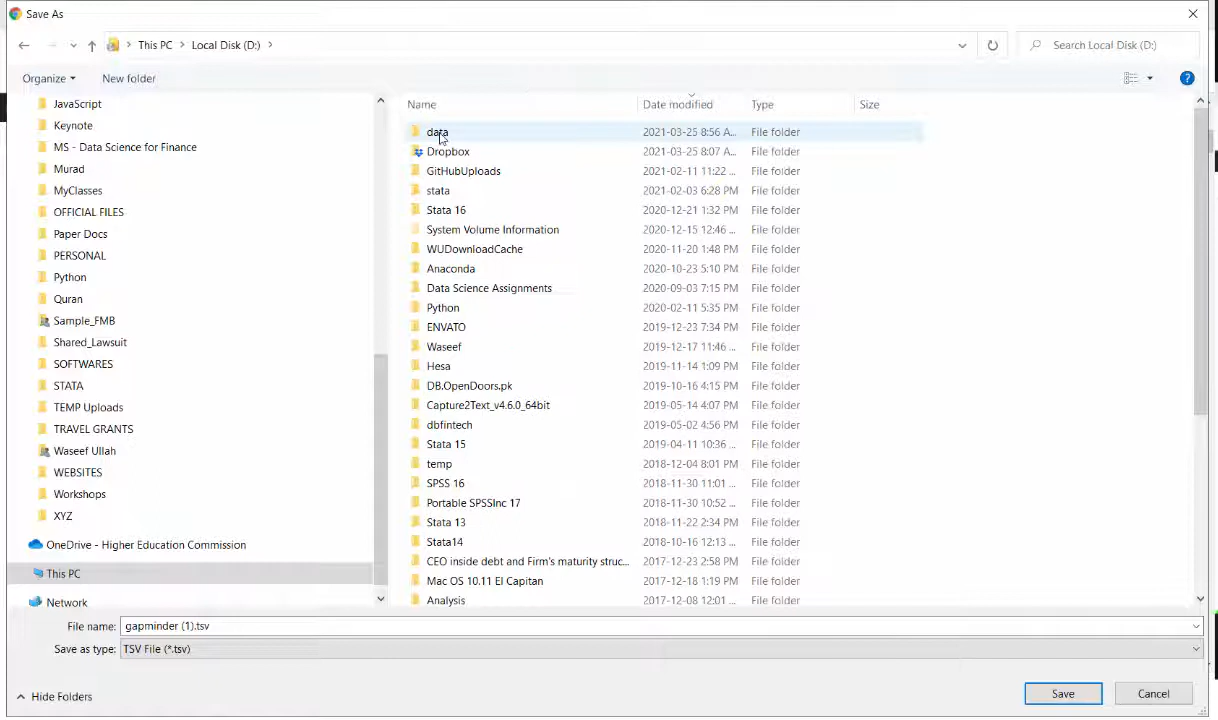 Save As
This PC > Local Disk (D:) >
Search Local Disk (D:)
Organize
New folder
?
JavaScript
Keynote
MS - Data Science for Finance
Murad
MyClasses
OFFICIAL FILES
Paper Docs
PERSONAL
Python
Quran
Sample_FMB
Shared_Lawsuit
SOFTWARES
STATA
TEMP Uploads
TRAVEL GRANTS
Waseef Ullah
WEBSITES
Workshops
XYZ
OneDrive - Higher Education Commission
This PC
Network
Name Date modified Type Size
data 2021-03-25 8:56 A... File folder
Dropbox 2021-03-25 8:07 A... File folder
GitHubUploads 2021-02-11 11:22 ... File folder
stata 2021-02-03 6:28 PM File folder
Stata 16 2020-12-21 1:32 PM File folder
System Volume Information 2020-12-15 12:46 ... File folder
WUDownloadCache 2020-11-20 1:48 PM File folder
Anaconda 2020-10-23 5:10 PM File folder
Data Science Assignments 2020-09-03 7:15 PM File folder
Python 2020-02-11 5:35 PM File folder
ENVATO 2019-12-23 7:34 PM File folder
Waseef 2019-12-17 11:46 ... File folder
Hesa 2019-11-14 1:09 PM File folder
DB.OpenDoors.pk 2019-10-16 4:15 PM File folder
Capture2Text_v4.6.0_64bit 2019-05-14 4:07 PM File folder
dbfintech 2019-05-02 4:56 PM File folder
Stata 15 2019-04-11 10:36 ... File folder
temp 2018-12-04 8:01 PM File folder
SPSS 16 2018-11-30 11:01 ... File folder
Portable SPSSInc 17 2018-11-30 10:52 ... File folder
Stata 13 2018-11-22 2:34 PM File folder
Stata14 2018-10-16 12:13 ... File folder
CEO inside debt and Firm's maturity struc... 2017-12-23 2:58 PM File folder
Mac OS 10.11 El Capitan 2017-12-18 1:19 PM File folder
Analysis 2017-12-08 12:01 ... File folder
File name: gapminder (1).tsv
Save as type: TSV File (*.tsv)
Hide Folders
Save
Cancel